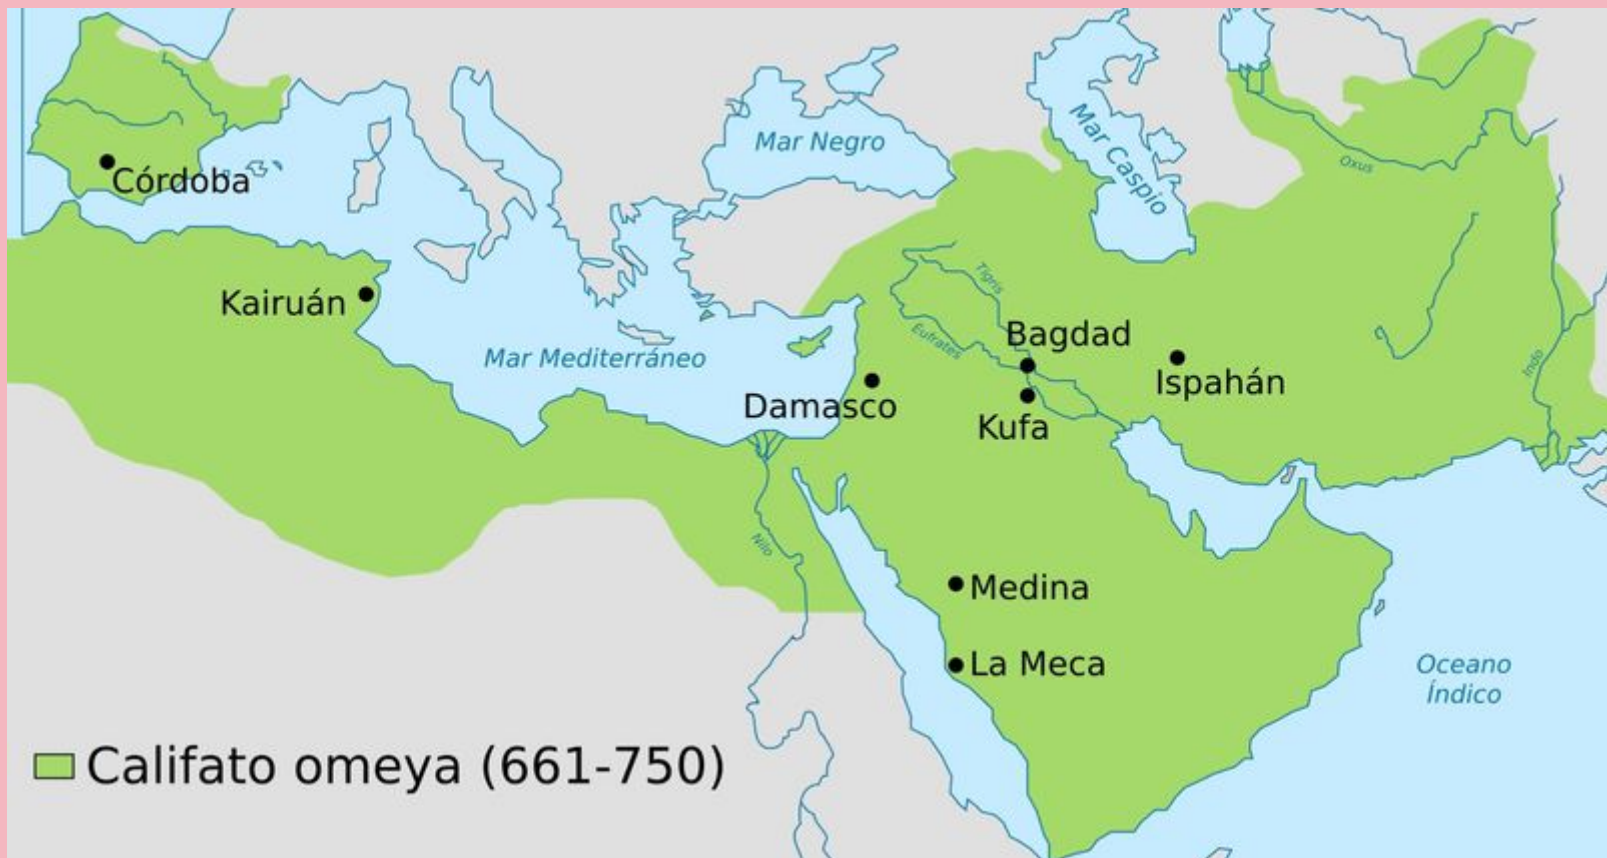 Mar Negro
Mar Caspio
Oxus
Córdoba
Kairuán
Tigris
Eufrates
Bagdad
Mar Mediterráneo
Ispahán
Indo
Damasco
Kufa
Nilo
Medina
La Meca
Oceano
Índico
Califato omeya (661-750)